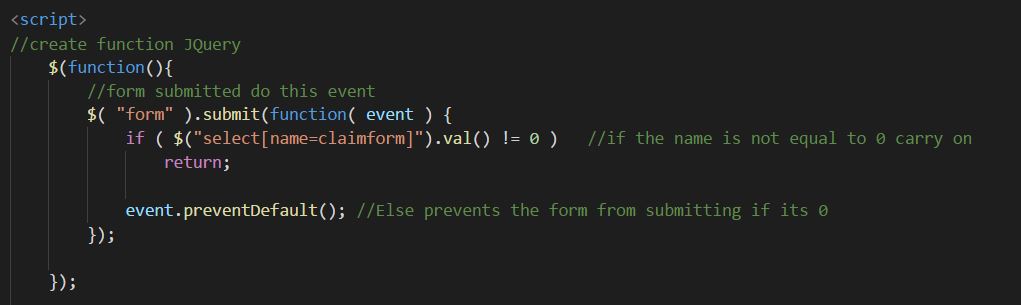 <script>
//create function JQuery
$(function(){
//form submitted do this event
$( "form" ).submit(function( event ) {
if ( $("select[name=claimform]").val() != 0 )   //if the name is not equal to 0 carry on
return;
event.preventDefault(); //Else prevents the form from submitting if its 0
});
});